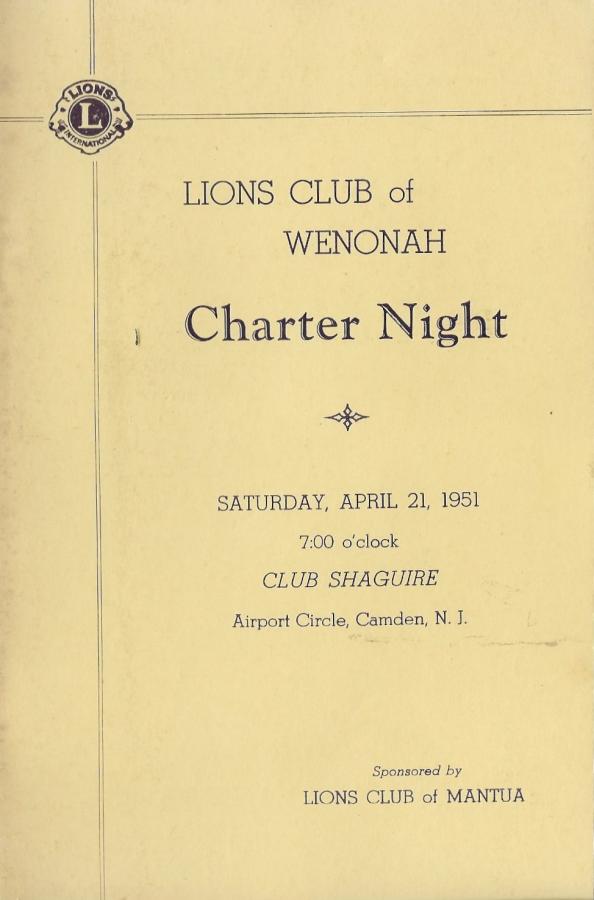 LIONS
L
INTERNATIONAL
LIONS CLUB of
WENONAH
Charter Night
SATURDAY, APRIL 21, 1951
7:00 o'clock
CLUB SHAGUIRE
Airport Circle, Camden, N. J.
Sponsored by
LIONS CLUB of MANTUA